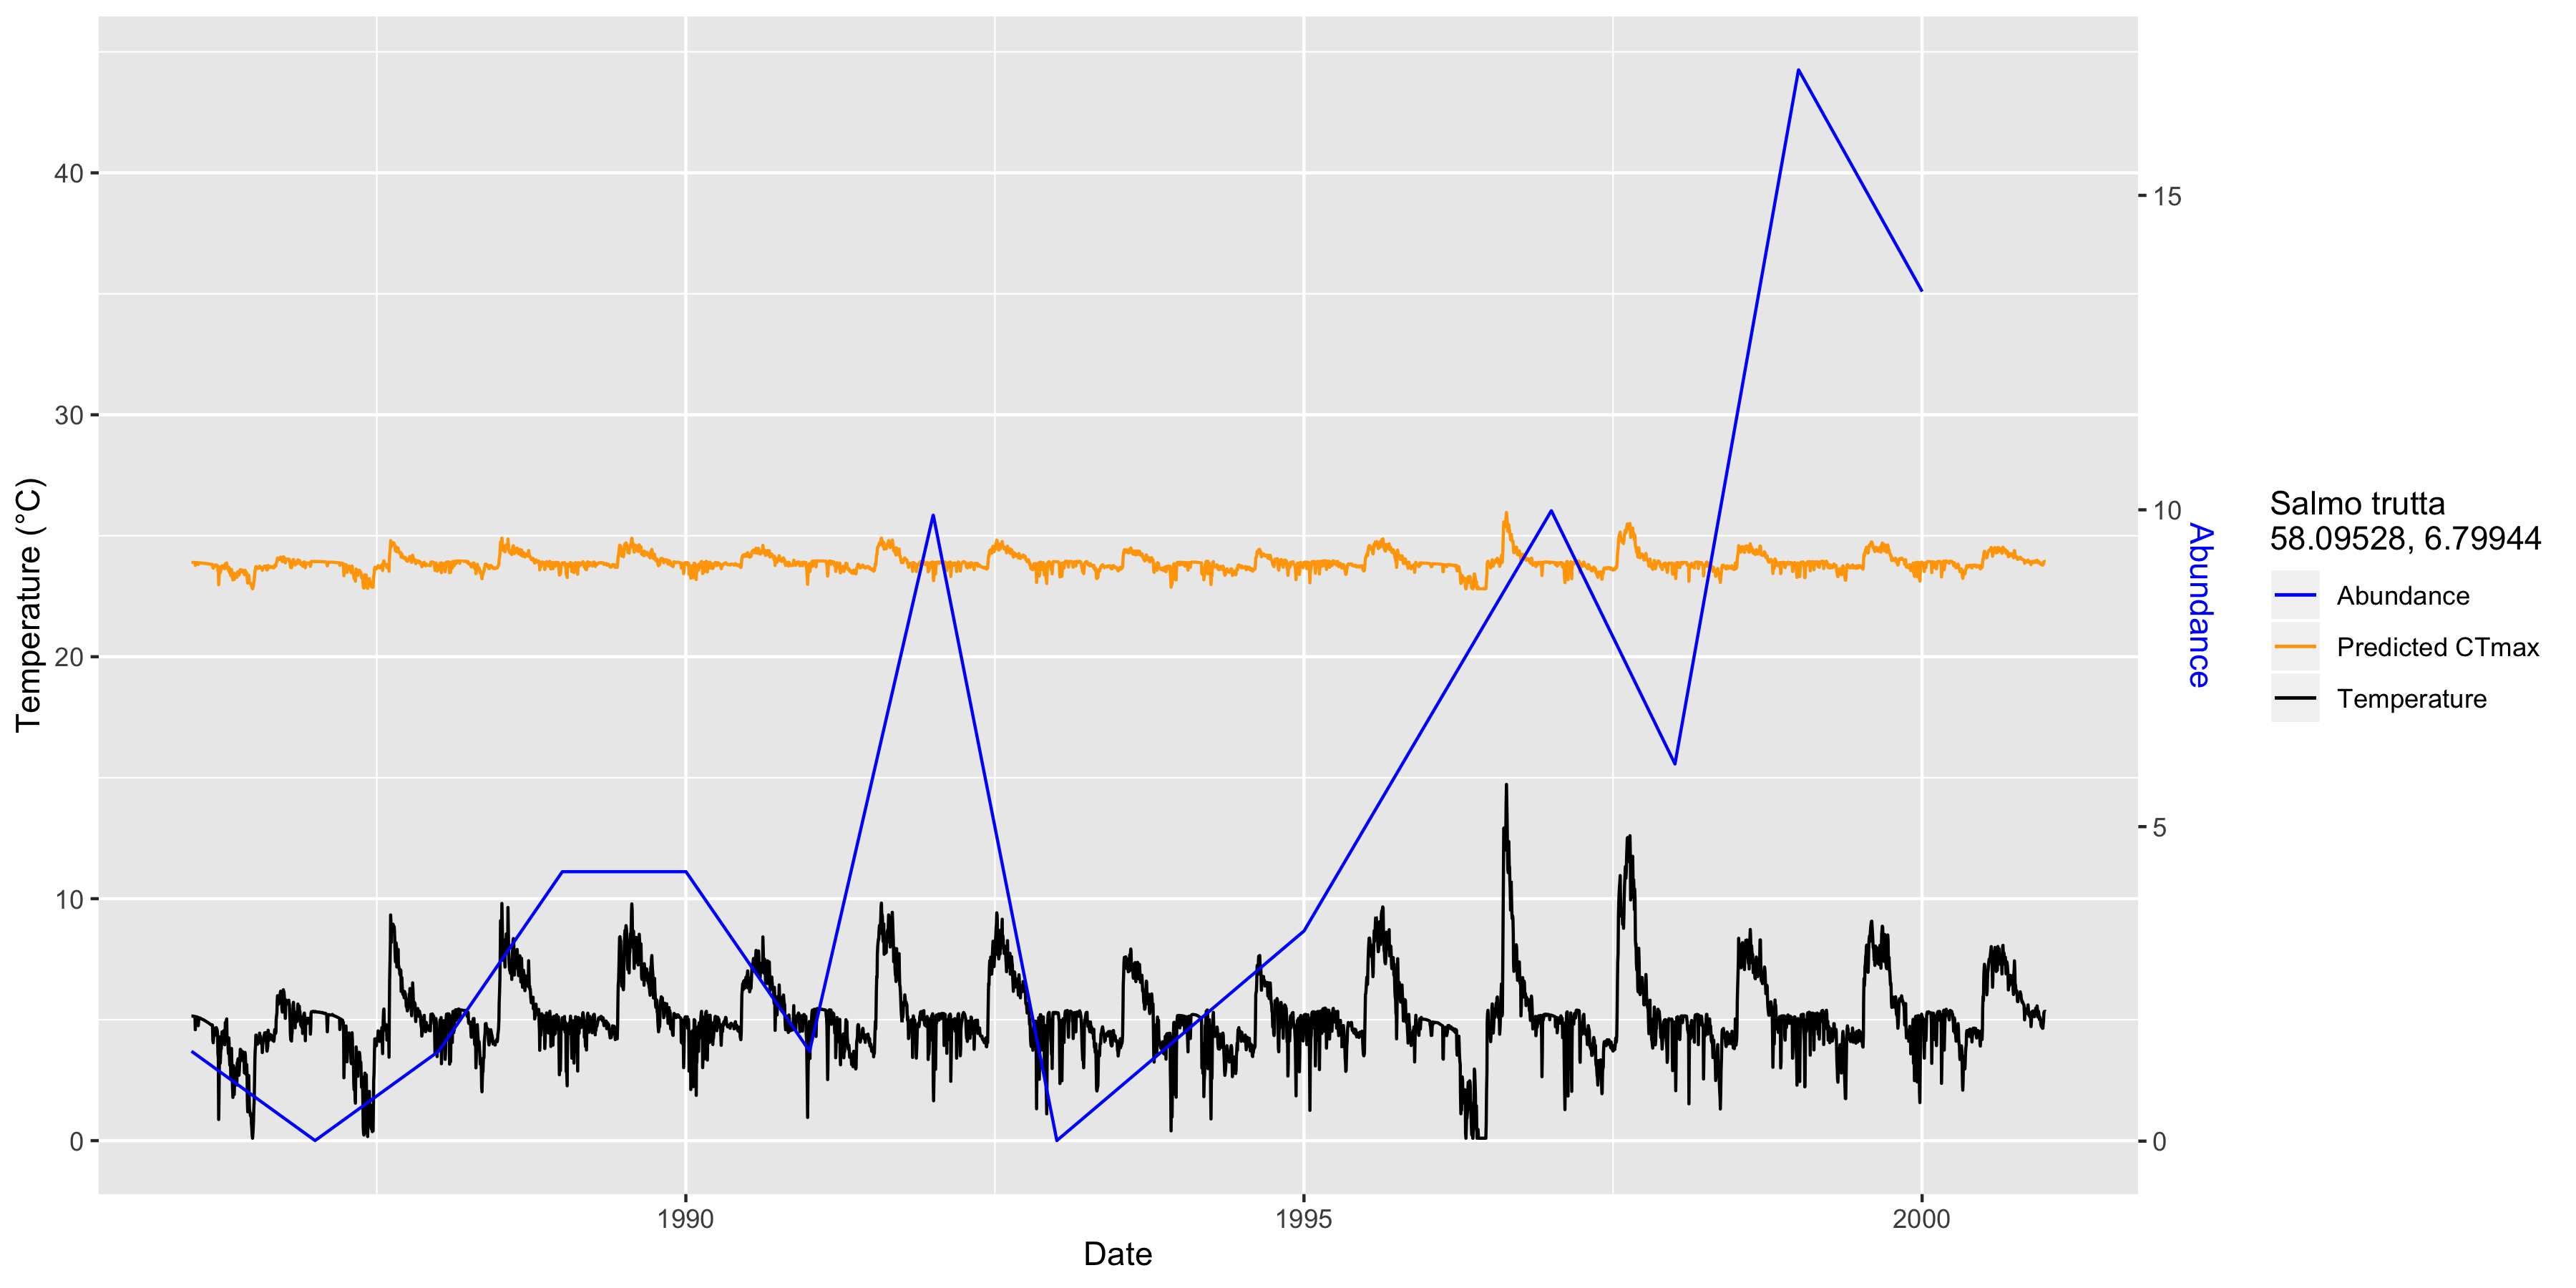 Temperature (°C)
40
30
20
10
0
1990
1995
2000
Date
15
10
5
0
Abundance
Salmo trutta
58.09528, 6.79944
Abundance
Predicted CTmax
Temperature